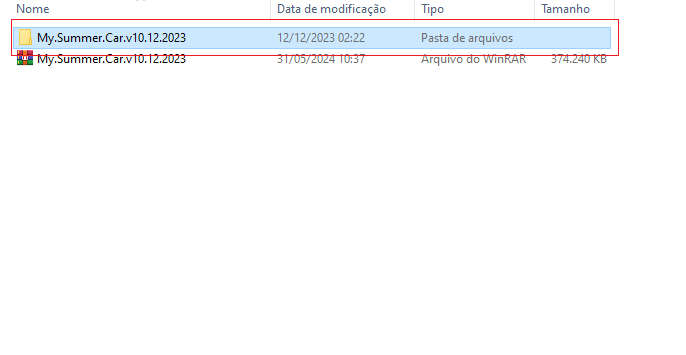 Nome Data de modificação Tipo Tamanho
My.Summer.Car.v10.12.2023 12/12/2023 02:22 Pasta de arquivos
My.Summer.Car.v10.12.2023 31/05/2024 10:37 Arquivo do WinRAR 374.240 KB